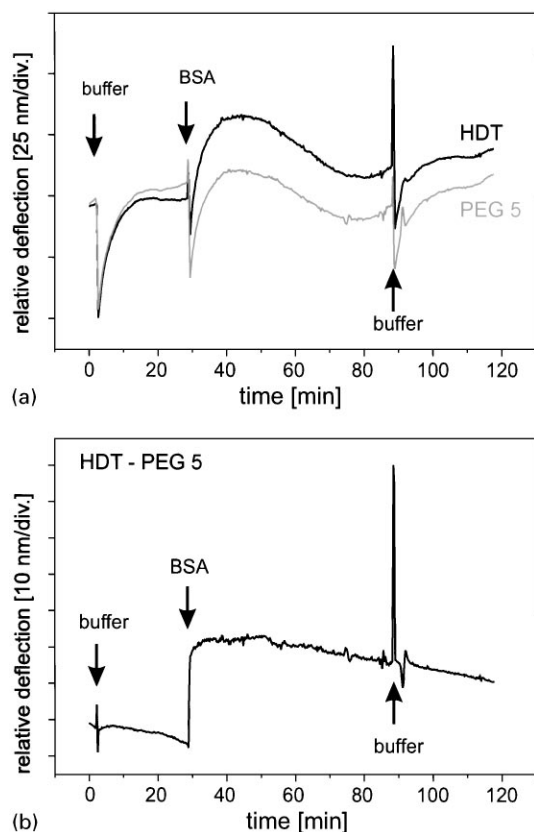 relative deflection [25 nm/div.]
buffer
BSA
HDT
PEG 5
buffer
0 20 40 60 80 100 120
time [min]
(a)
HDT - PEG 5
relative deflection [10 nm/div.]
BSA
buffer
buffer
0 20 40 60 80 100 120
time [min]
(b)